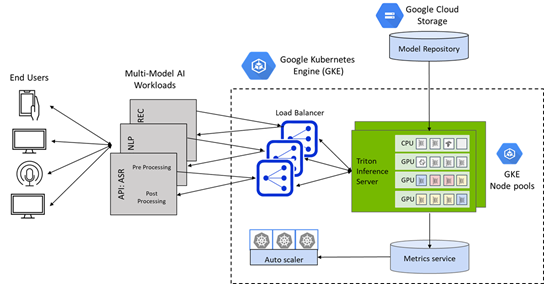 Google Cloud
Storage
Model Repository
Google Kubernetes
Engine (GKE)
Multi-Model AI
Workloads
End Users
REC
NLP
API: ASR
Pre Processing
Post
Processing
Load Balancer
Triton
Inference
Server
CPU
GPU
GPU
GPU
GKE
Node pools
Auto scaler
Metrics service